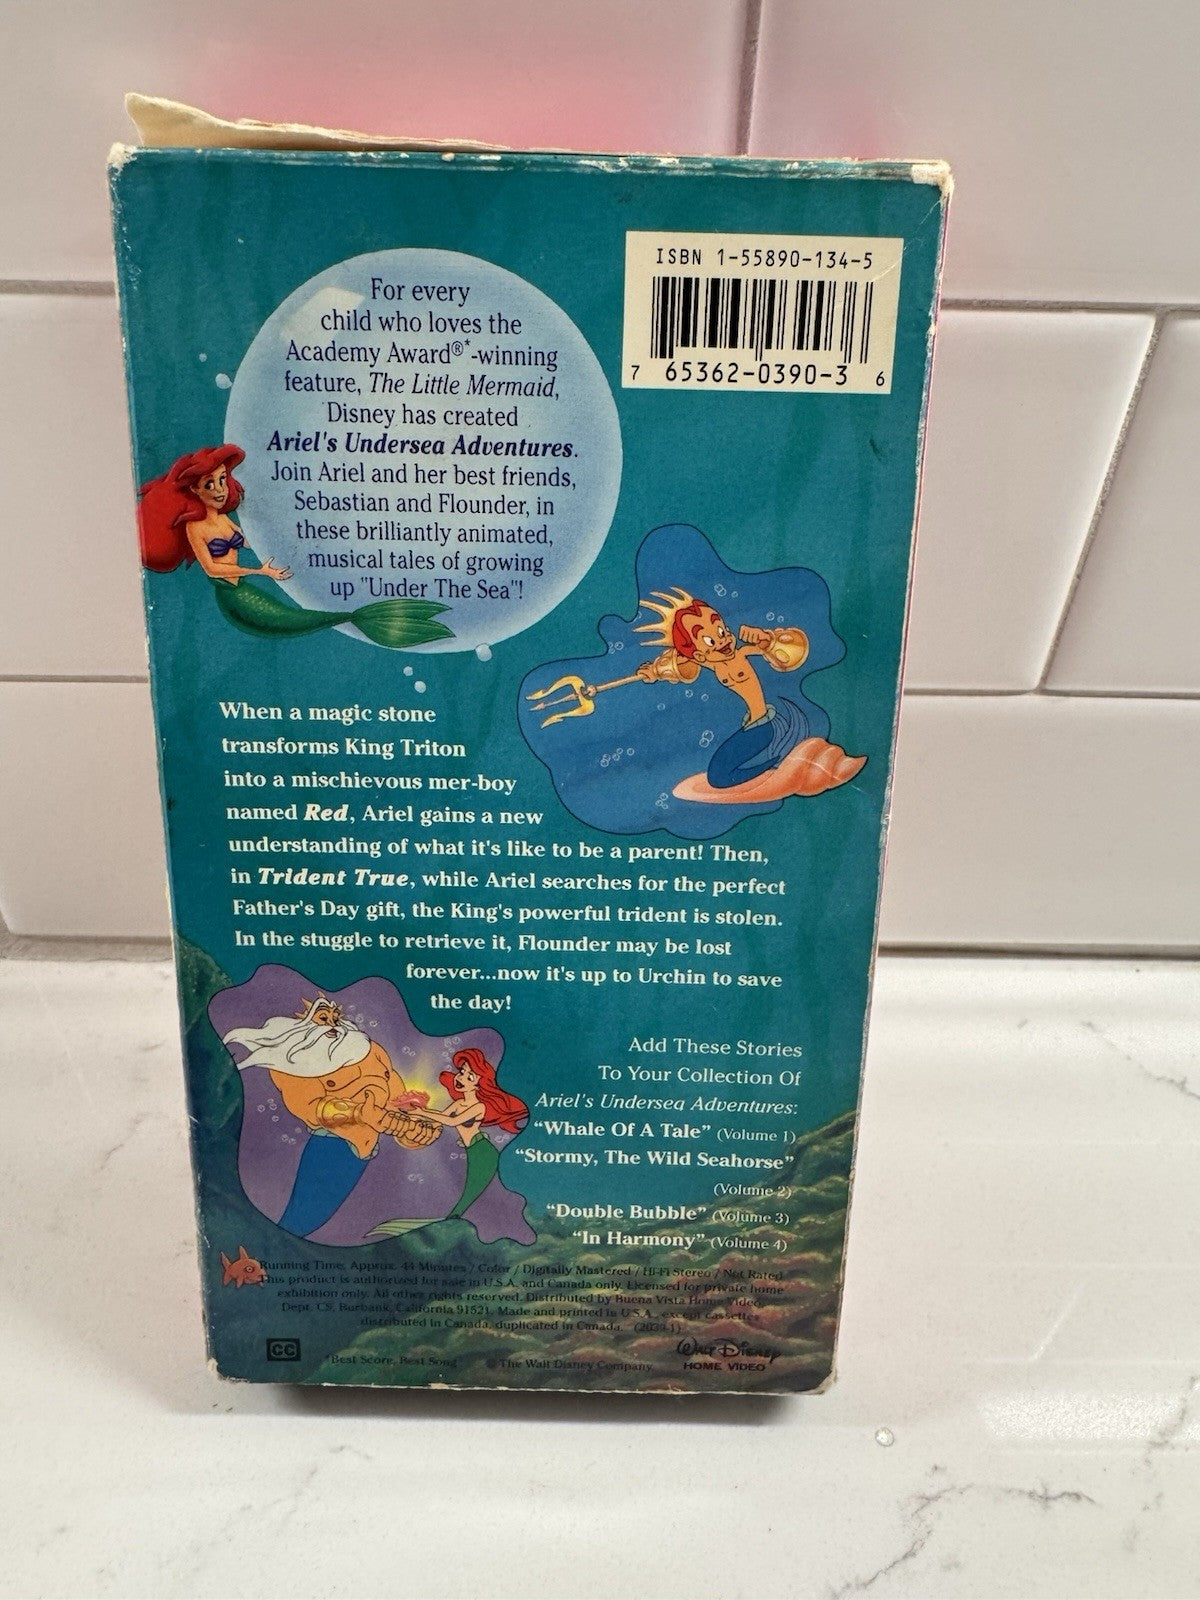 ISBN 1-55890-134-5
7 65362-0390-3 6
For every
child who loves the
Academy Award®*-winning
feature, The Little Mermaid,
Disney has created
Ariel's Undersea Adventures.
Join Ariel and her best friends,
Sebastian and Flounder, in
these brilliantly animated,
musical tales of growing
up "Under The Sea"!
When a magic stone
transforms King Triton
into a mischievous mer-boy
named Red, Ariel gains a new
understanding of what it's like to be a parent! Then,
in Trident True, while Ariel searches for the perfect
Father's Day gift, the King's powerful trident is stolen.
In the stuggle to retrieve it, Flounder may be lost
forever...now it's up to Urchin to save
the day!
Add These Stories
To Your Collection Of
Ariel's Undersea Adventures:
“Whale Of A Tale” (Volume 1)
“Stormy, The Wild Seahorse”
(Volume 2)
“Double Bubble” (Volume 3)
“In Harmony” (Volume 4)
Running Time: Approx. 44 Minutes / Color / Digitally Mastered / Hi-Fi Stereo / Not Rated
This product is authorized for sale in U.S.A. and Canada only. Licensed for private home
exhibition only. All other rights reserved. Distributed by Buena Vista Home Video,
Dept. CS, Burbank, California 91521. Made and printed in U.S.A., except cassettes
distributed in Canada, duplicated in Canada. (2039-1)
CC
*Best Score, Best Song
© The Walt Disney Company.
Walt Disney
HOME VIDEO